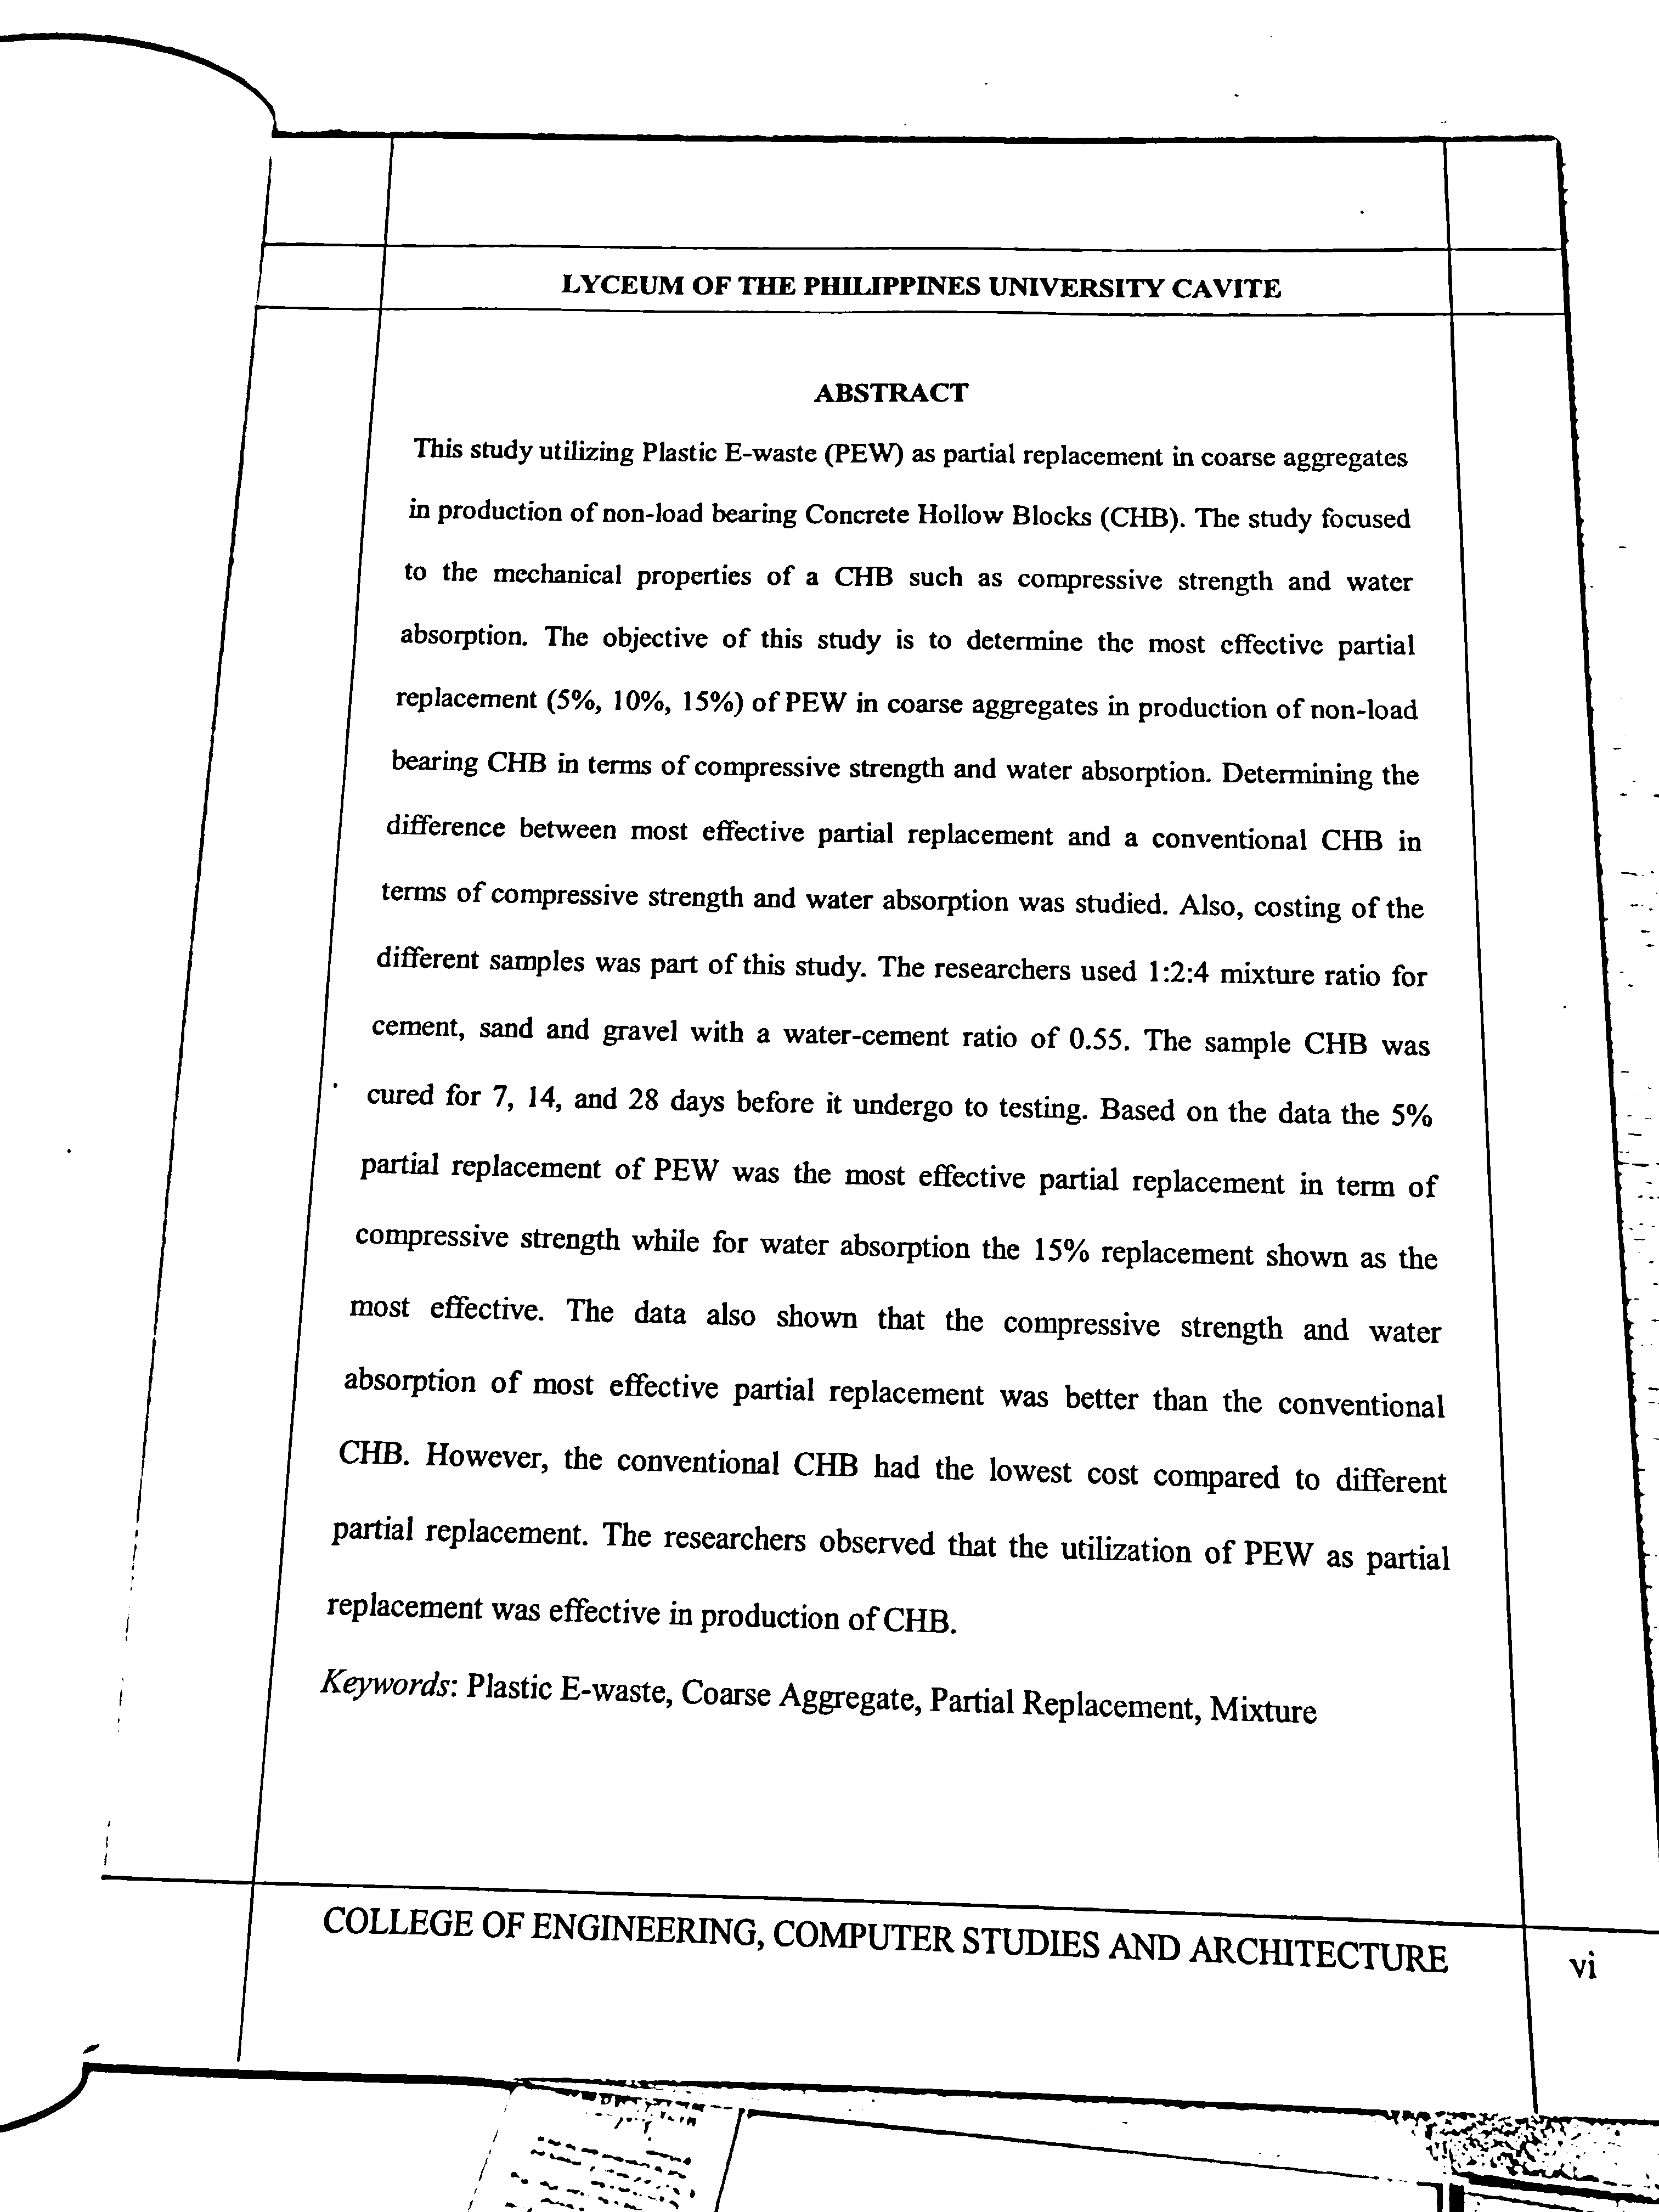 LYCEUM OF THE PHILIPPINES UNIVERSITY CAVITE
ABSTRACT
This study utilizing Plastic E-waste (PEW) as partial replacement in coarse aggregates
in production of non-load bearing Concrete Hollow Blocks (CHB). The study focused
to the mechanical properties of a CHB such as compressive strength and water
absorption. The objective of this study is to determine the most effective partial
replacement (5%, 10%, 15%) of PEW in coarse aggregates in production of non-load
bearing CHB in terms of compressive strength and water absorption. Determining the
difference between most effective partial replacement and a conventional CHB in
terms of compressive strength and water absorption was studied. Also, costing of the
different samples was part of this study. The researchers used 1:2:4 mixture ratio for
cement, sand and gravel with a water-cement ratio of 0.55. The sample CHB was
cured for 7, 14, and 28 days before it undergo to testing. Based on the data the 5%
partial replacement of PEW was the most effective partial replacement in term of
compressive strength while for water absorption the 15% replacement shown as the
most effective. The data also shown that the compressive strength and water
absorption of most effective partial replacement was better than the conventional
CHB. However, the conventional CHB had the lowest cost compared to different
partial replacement. The researchers observed that the utilization of PEW as partial
replacement was effective in production of CHB.
Keywords: Plastic E-waste, Coarse Aggregate, Partial Replacement, Mixture
COLLEGE OF ENGINEERING, COMPUTER STUDIES AND ARCHITECTURE
vi